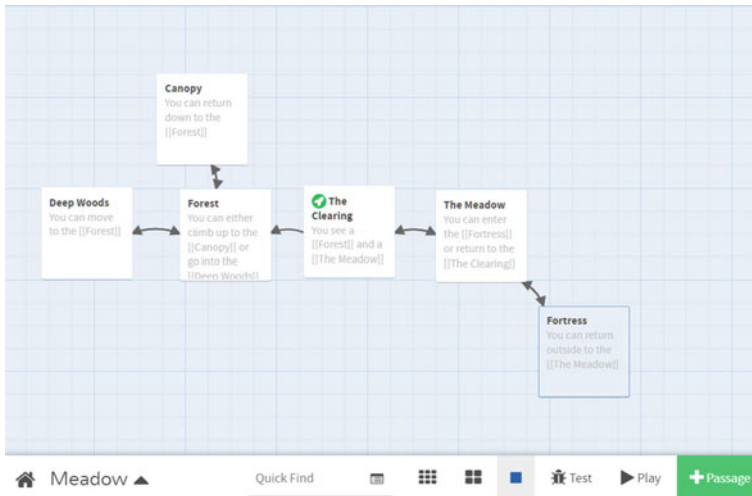 Canopy
You can return
down to the
[[Forest]]
Deep Woods
You can move
to the [[Forest]]
Forest
You can either
climb up to the
[[Canopy]] or
go into the
[[Deep Woods]]
The
Clearing
You see a
[[Forest]] and a
[[The Meadow]]
The Meadow
You can enter
the [[Fortress]]
or return to the
[[The Clearing]]
Fortress
You can return
outside to the
[[The Meadow]]
Meadow
Quick Find
Test
Play
Passage